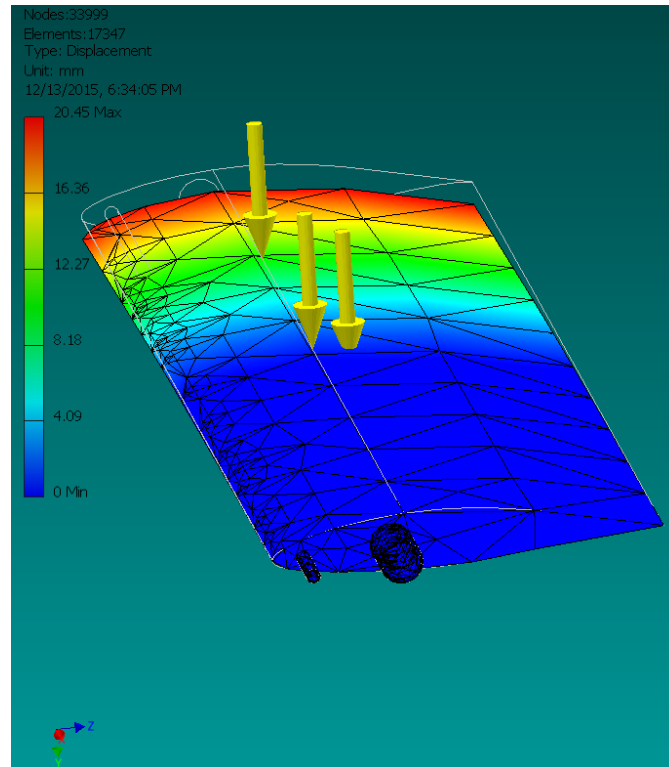 Nodes:33999
Elements:17347
Type: Displacement
Unit: mm
12/13/2015, 6:34:05 PM
20.45 Max
16.36
12.27
8.18
4.09
0 Min
Z
Y